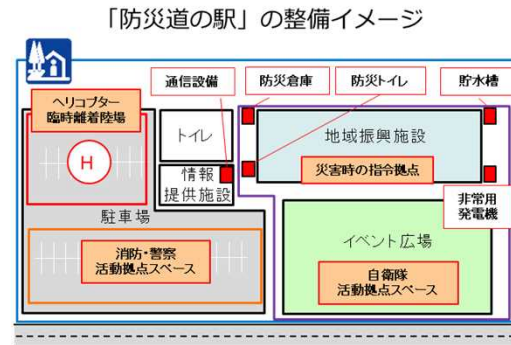 「防災道の駅」の整備イメージ
通信設備
防災倉庫
防災トイレ
貯水槽
ヘリコプター
臨時離着陸場
H
トイレ
情報
提供施設
地域振興施設
災害時の指令拠点
非常用
発電機
駐車場
消防・警察
活動拠点スペース
イベント広場
自衛隊
活動拠点スペース